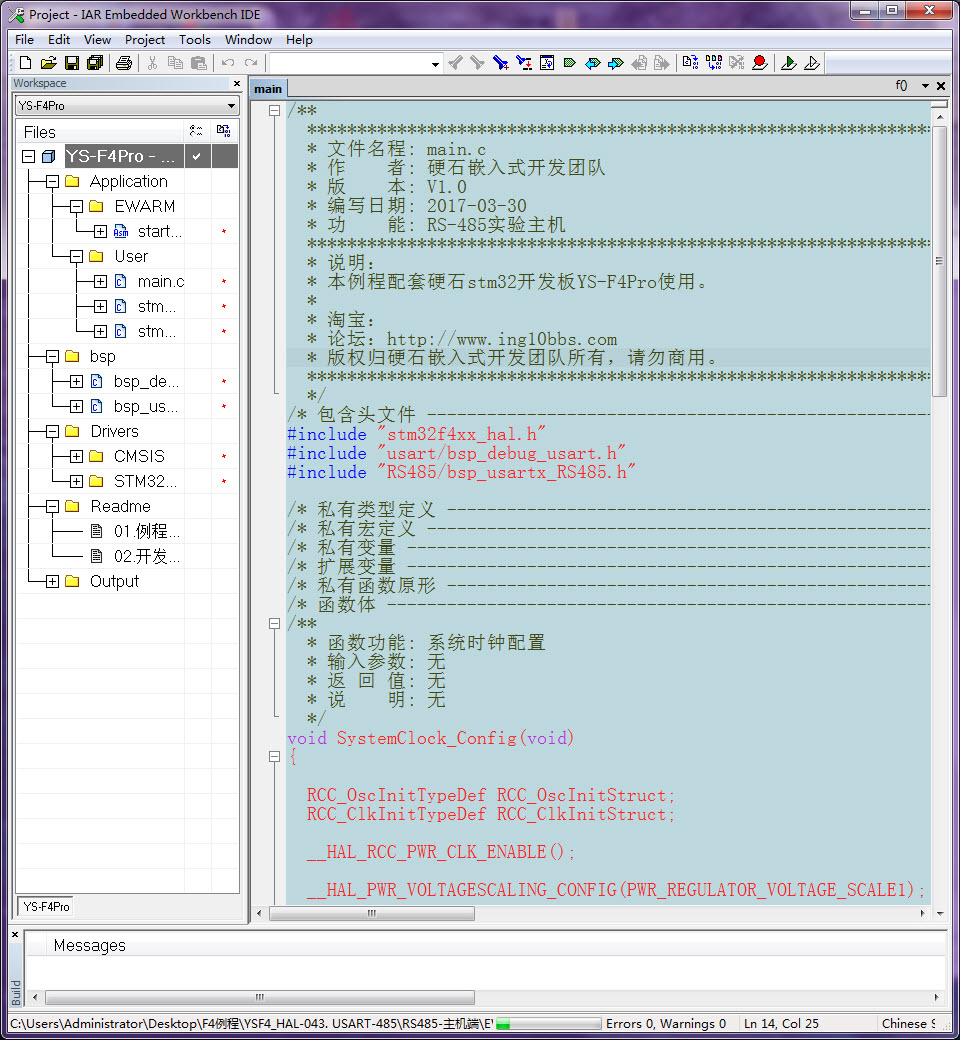 Project - IAR Embedded Workbench IDE
File Edit View Project Tools Window Help
Workspace
YS-F4Pro
Files
YS-F4Pro - ...
Application
EWARM
start...
User
main.c
stm...
stm...
bsp
bsp_de...
bsp_us...
Drivers
CMSIS
STM32...
Readme
01.例程...
02.开发...
Output
YS-F4Pro
main
f()
/**
******************************************************************************
* 文件名程: main.c
* 作    者: 硬石嵌入式开发团队
* 版    本: V1.0
* 编写日期: 2017-03-30
* 功    能: RS-485实验主机
******************************************************************************
* 说明：
* 本例程配套硬石stm32开发板YS-F4Pro使用。
*
* 淘宝：
* 论坛：http://www.ing10bbs.com
* 版权归硬石嵌入式开发团队所有，请勿商用。
******************************************************************************
*/
/* 包含头文件 ----------------------------------------------------
#include "stm32f4xx_hal.h"
#include "usart/bsp_debug_usart.h"
#include "RS485/bsp_usartx_RS485.h"
/* 私有类型定义 --------------------------------------------------
/* 私有宏定义 ----------------------------------------------------
/* 私有变量 ------------------------------------------------------
/* 扩展变量 ------------------------------------------------------
/* 私有函数原形 --------------------------------------------------
/* 函数体 --------------------------------------------------------
/**
* 函数功能: 系统时钟配置
* 输入参数: 无
* 返 回 值: 无
* 说    明: 无
*/
void SystemClock_Config(void)
{
RCC_OscInitTypeDef RCC_OscInitStruct;
RCC_ClkInitTypeDef RCC_ClkInitStruct;
__HAL_RCC_PWR_CLK_ENABLE();
__HAL_PWR_VOLTAGESCALING_CONFIG(PWR_REGULATOR_VOLTAGE_SCALE1);
Messages
Build
C:\Users\Administrator\Desktop\F4例程\YSF4_HAL-043. USART-485\RS485-主机端\E Errors 0, Warnings 0 Ln 14, Col 25 Chinese